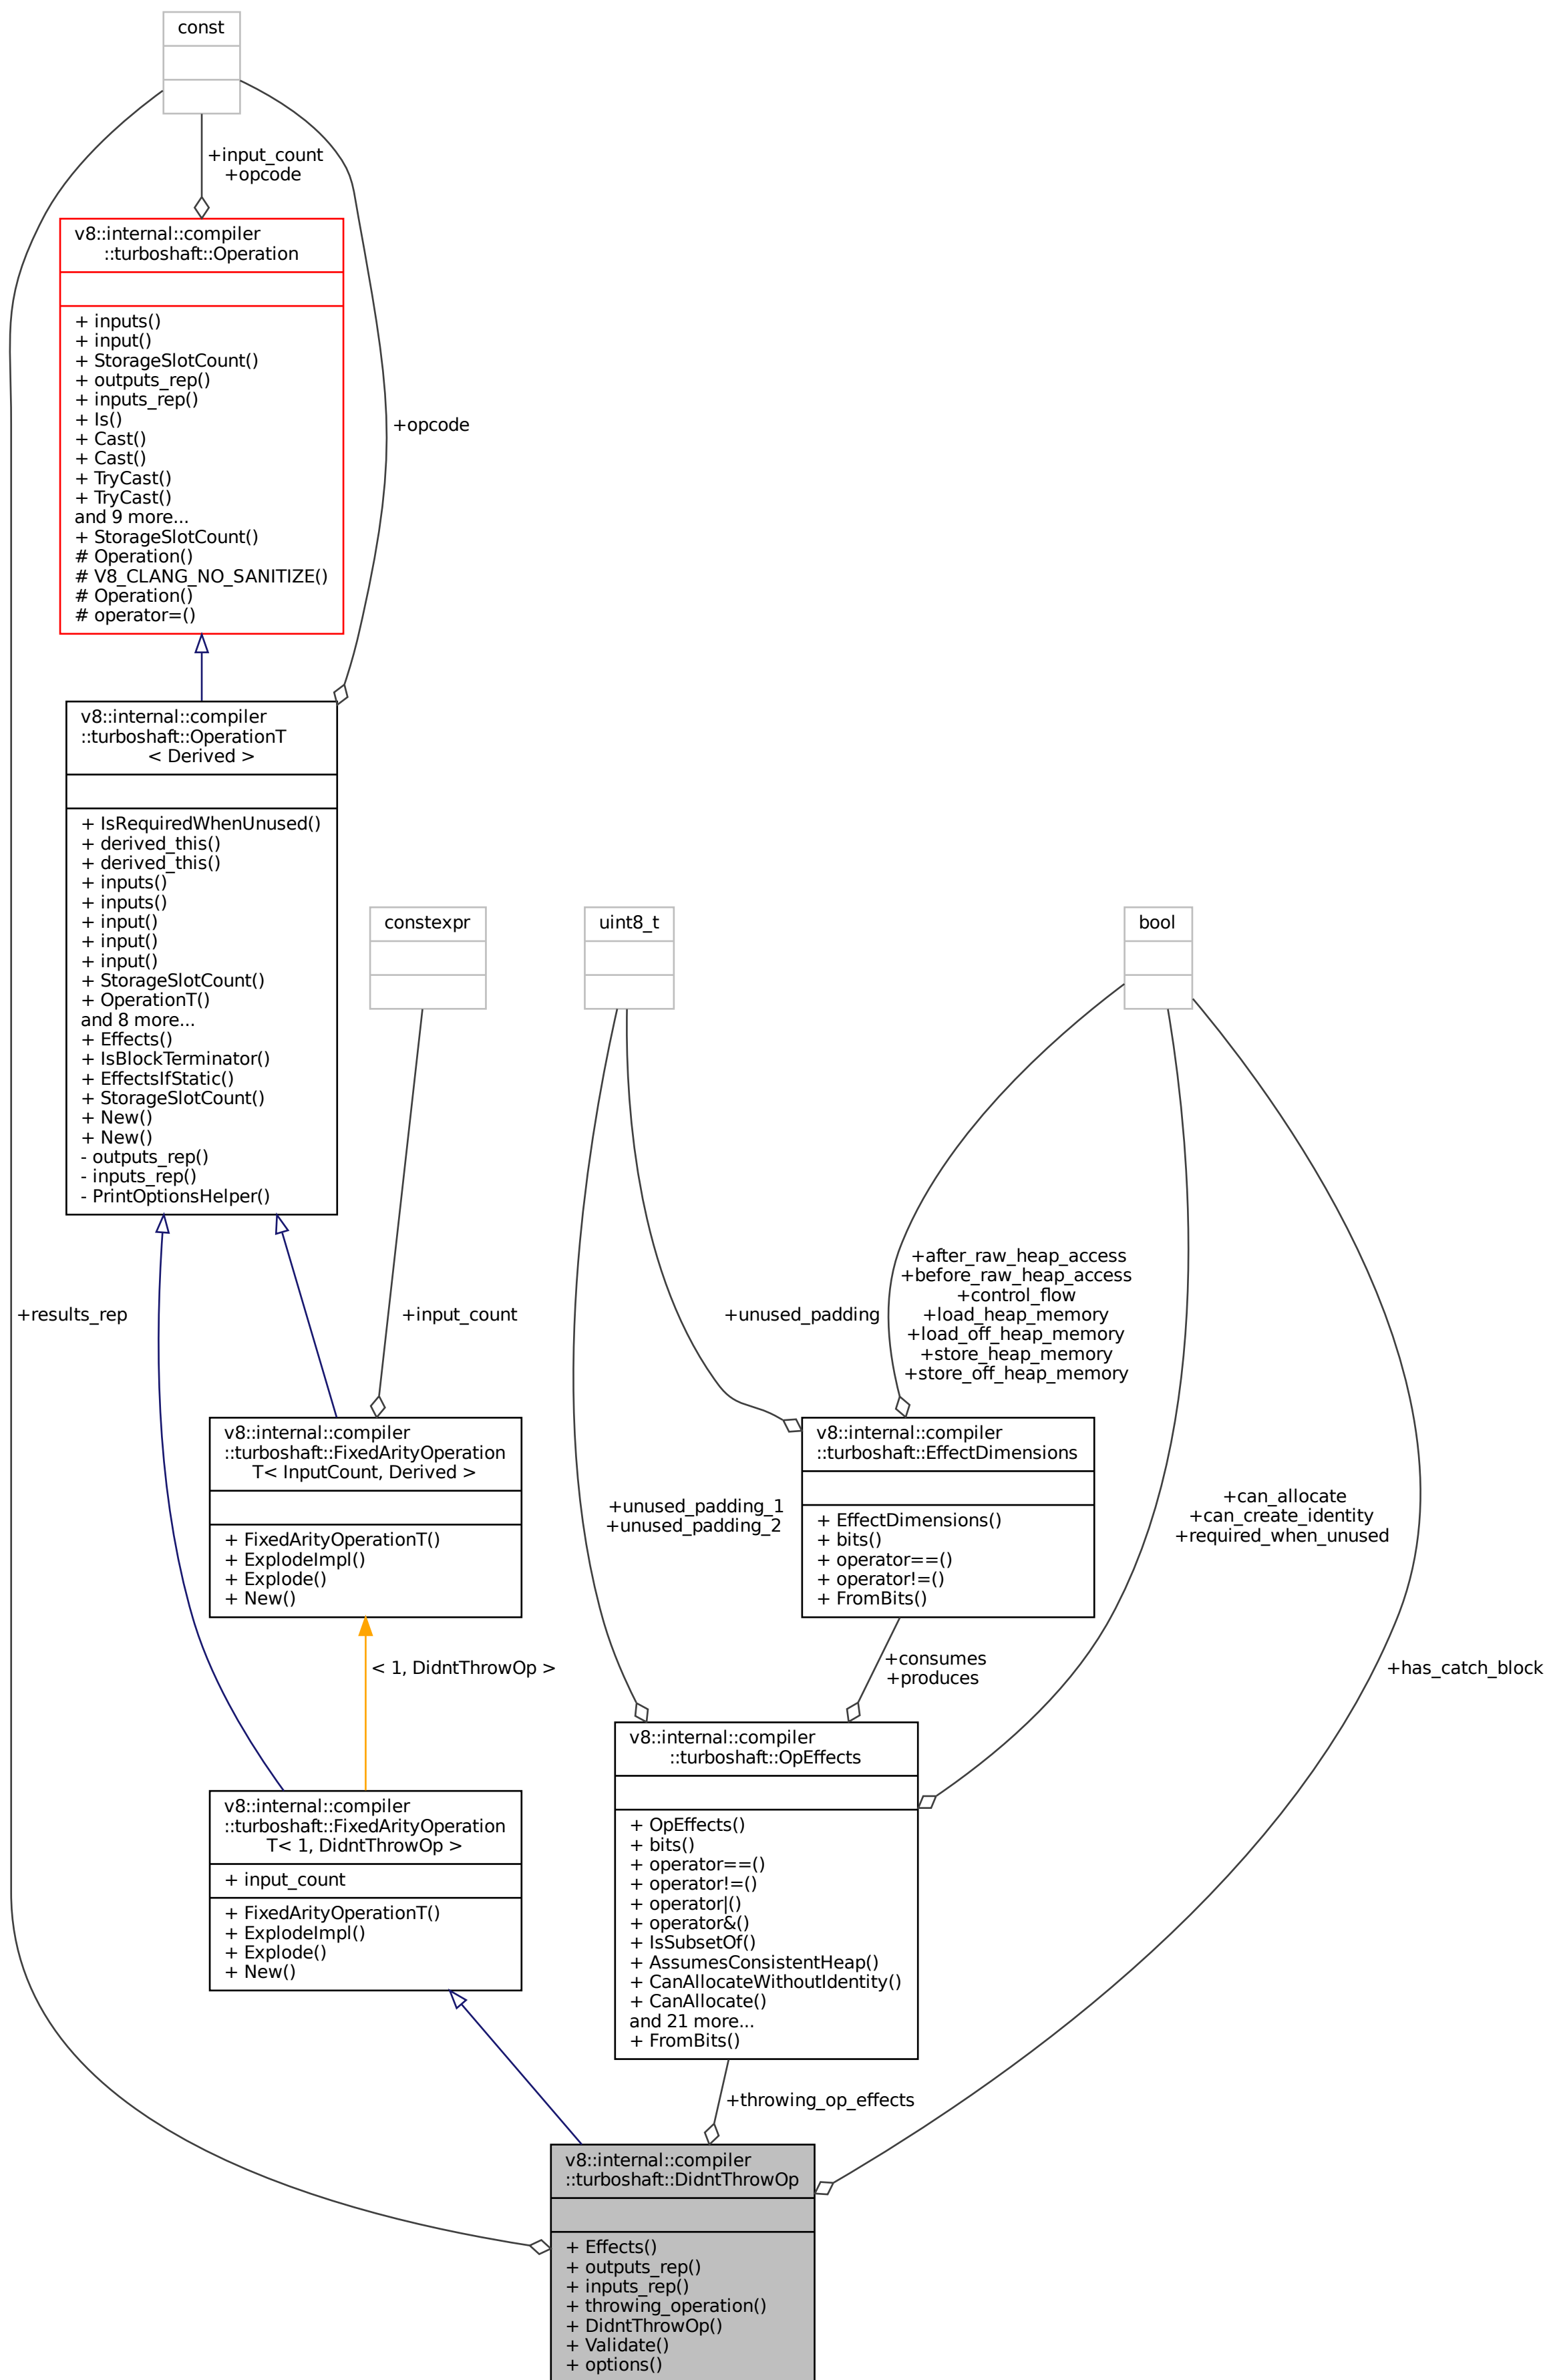 const
+input_count
+opcode
v8::internal::compiler
::turboshaft::Operation
+ inputs()
+ input()
+ StorageSlotCount()
+ outputs_rep()
+ inputs_rep()
+ Is()
+ Cast()
+ Cast()
+ TryCast()
+ TryCast()
and 9 more...
+ StorageSlotCount()
# Operation()
# V8_CLANG_NO_SANITIZE()
# Operation()
# operator=()
+opcode
v8::internal::compiler
::turboshaft::OperationT
< Derived >
+ IsRequiredWhenUnused()
+ derived_this()
+ derived_this()
+ inputs()
+ inputs()
+ input()
+ input()
+ input()
+ StorageSlotCount()
+ OperationT()
and 8 more...
+ Effects()
+ IsBlockTerminator()
+ EffectsIfStatic()
+ StorageSlotCount()
+ New()
+ New()
- outputs_rep()
- inputs_rep()
- PrintOptionsHelper()
constexpr
uint8_t
bool
+results_rep
+input_count
+unused_padding
+after_raw_heap_access
+before_raw_heap_access
+control_flow
+load_heap_memory
+load_off_heap_memory
+store_heap_memory
+store_off_heap_memory
v8::internal::compiler
::turboshaft::FixedArityOperation
T< InputCount, Derived >
+ FixedArityOperationT()
+ ExplodeImpl()
+ Explode()
+ New()
+unused_padding_1
+unused_padding_2
v8::internal::compiler
::turboshaft::EffectDimensions
+ EffectDimensions()
+ bits()
+ operator==()
+ operator!=()
+ FromBits()
+can_allocate
+can_create_identity
+required_when_unused
< 1, DidntThrowOp >
+consumes
+produces
+has_catch_block
v8::internal::compiler
::turboshaft::FixedArityOperation
T< 1, DidntThrowOp >
+ input_count
+ FixedArityOperationT()
+ ExplodeImpl()
+ Explode()
+ New()
v8::internal::compiler
::turboshaft::OpEffects
+ OpEffects()
+ bits()
+ operator==()
+ operator!=()
+ operator|()
+ operator&()
+ IsSubsetOf()
+ AssumesConsistentHeap()
+ CanAllocateWithoutIdentity()
+ CanAllocate()
and 21 more...
+ FromBits()
+throwing_op_effects
v8::internal::compiler
::turboshaft::DidntThrowOp
+ Effects()
+ outputs_rep()
+ inputs_rep()
+ throwing_operation()
+ DidntThrowOp()
+ Validate()
+ options()